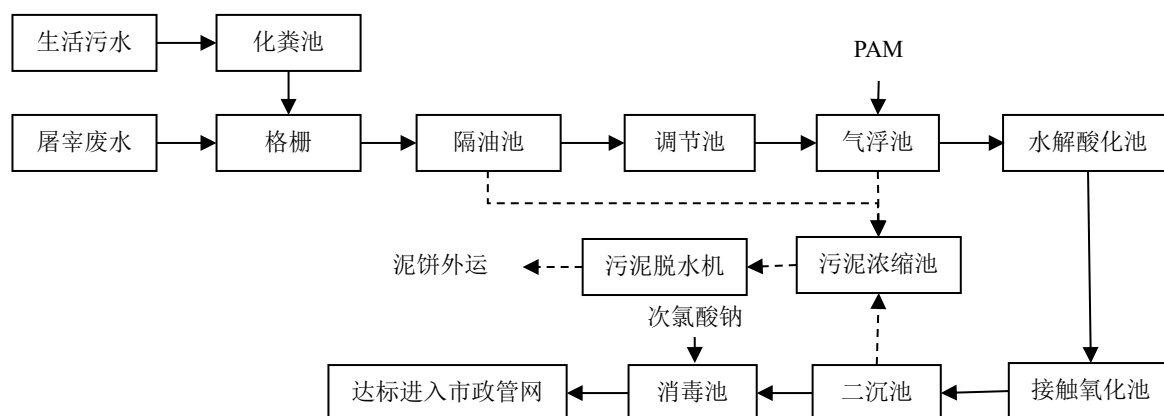 生活污水
化粪池
PAM
屠宰废水
格栅
隔油池
调节池
气浮池
水解酸化池
泥饼外运
污泥脱水机
污泥浓缩池
次氯酸钠
达标进入市政管网
消毒池
二沉池
接触氧化池